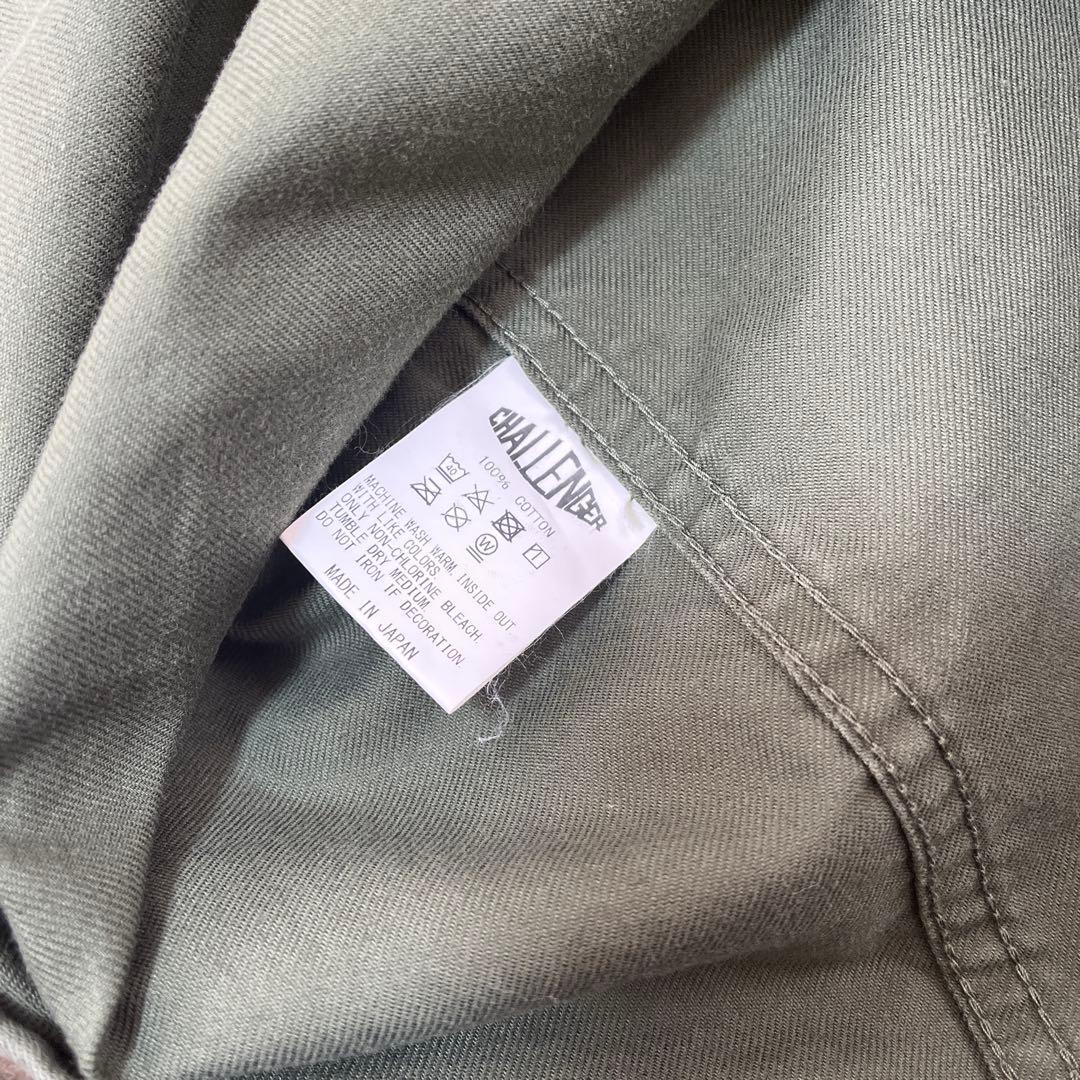 CHALLENGER
100% COTTON
40
W
MACHINE WASH WARM. INSIDE OUT
WITH LIKE COLORS.
ONLY NON-CHLORINE BLEACH.
TUMBLE DRY MEDIUM.
DO NOT IRON IF DECORATION.
MADE IN JAPAN